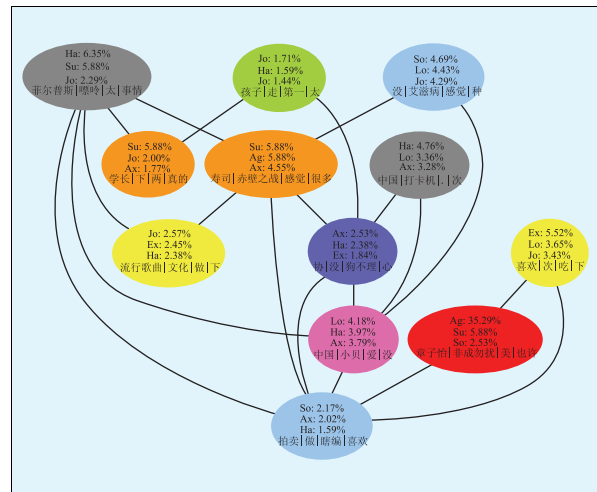 Ha: 6.35%
Su: 5.88%
Jo: 2.29%
菲尔普斯|嘌呤|太|事情
Jo: 1.71%
Ha: 1.59%
Jo: 1.44%
孩子|走|第一|太
So: 4.69%
Lo: 4.43%
Jo: 4.29%
没|艾滋病|感觉|种
Su: 5.88%
Jo: 2.00%
Ax: 1.77%
学长|下|两|真的
Su: 5.88%
Ag: 5.88%
Ax: 4.55%
寿司|赤壁之战|感觉|很多
Ha: 4.76%
Lo: 3.36%
Ax: 3.28%
中国|打卡机|.|次
Jo: 2.57%
Ex: 2.45%
Ha: 2.38%
流行歌曲|文化|做|下
Ax: 2.53%
Ha: 2.38%
Ex: 1.84%
协|没|狗不理|心
Ex: 5.52%
Lo: 3.65%
Jo: 3.43%
喜欢|次|吃|下
Lo: 4.18%
Ha: 3.97%
Ax: 3.79%
中国|小贝|爱|没
Ag: 35.29%
Su: 5.88%
So: 2.53%
章子怡|非成勿扰|美|也许
So: 2.17%
Ax: 2.02%
Ha: 1.59%
拍卖|做|瞎编|喜欢